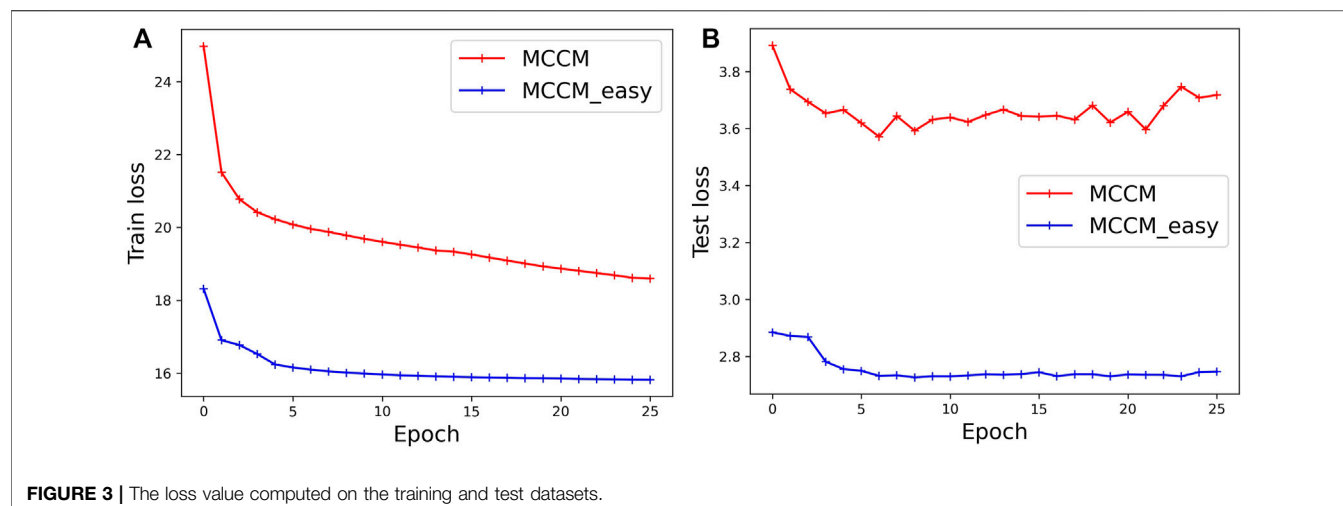 A
MCCM
MCCM_easy
Train loss
24
22
20
18
16
0 5 10 15 20 25
Epoch
B
MCCM
MCCM_easy
Test loss
3.8
3.6
3.4
3.2
3.0
2.8
0 5 10 15 20 25
Epoch
FIGURE 3 | The loss value computed on the training and test datasets.